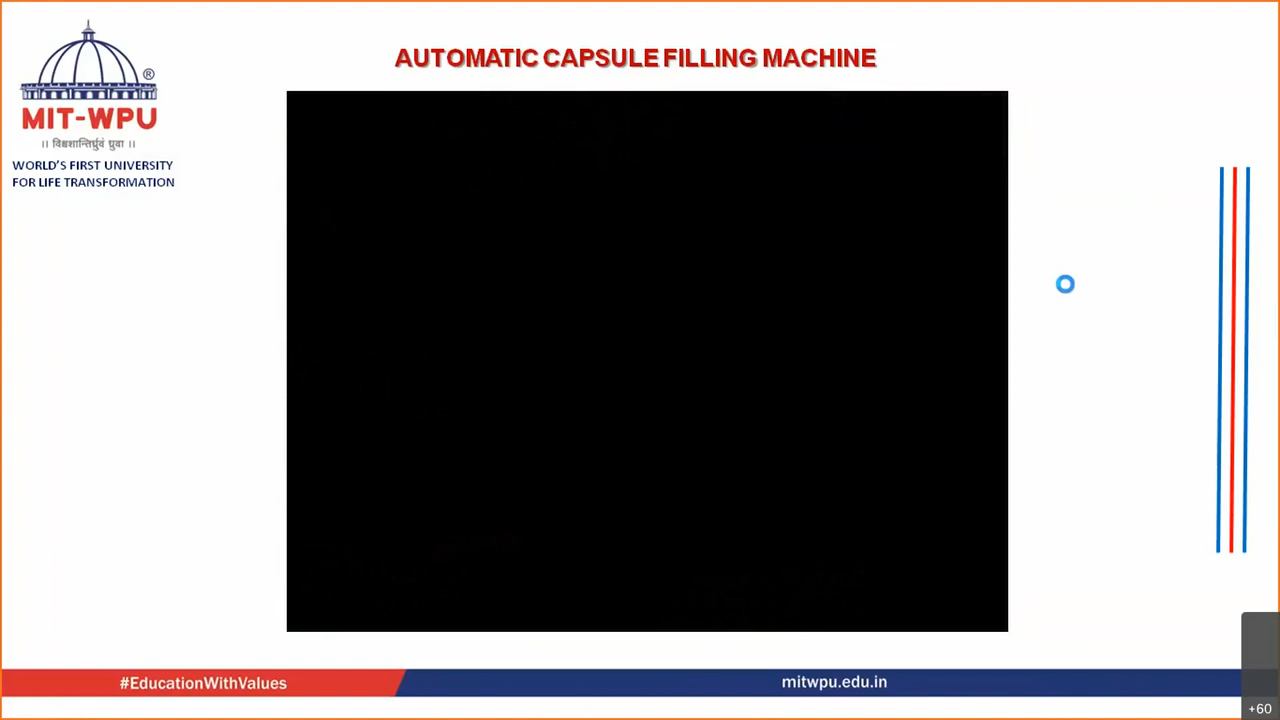 AUTOMATIC CAPSULE FILLING MACHINE
®
MIT-WPU
॥ विश्वशान्तिर्ध्रुवं ध्रुवा ॥
WORLD'S FIRST UNIVERSITY
FOR LIFE TRANSFORMATION
#EducationWithValues
mitwpu.edu.in
+60